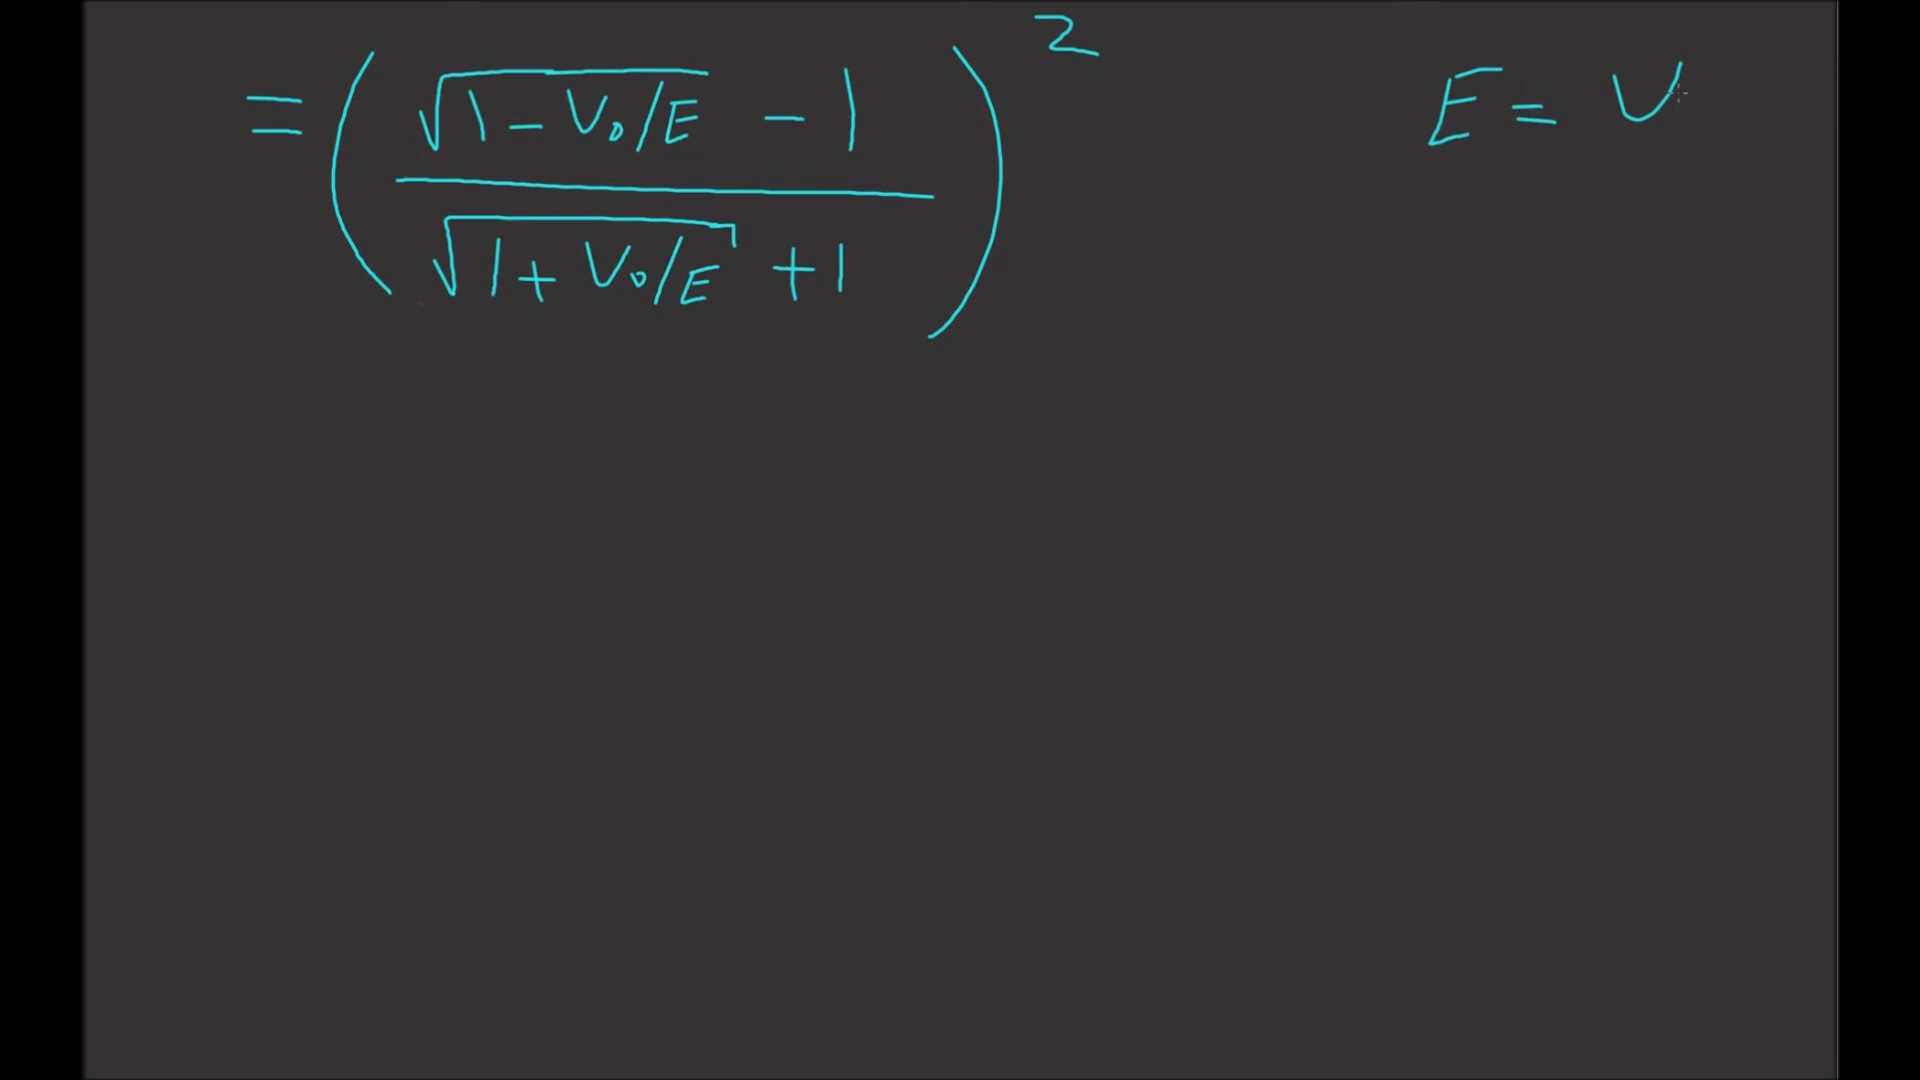 = ( (√(1 - V₀/E) - 1) / (√(1 + V₀/E) + 1) )² E = V